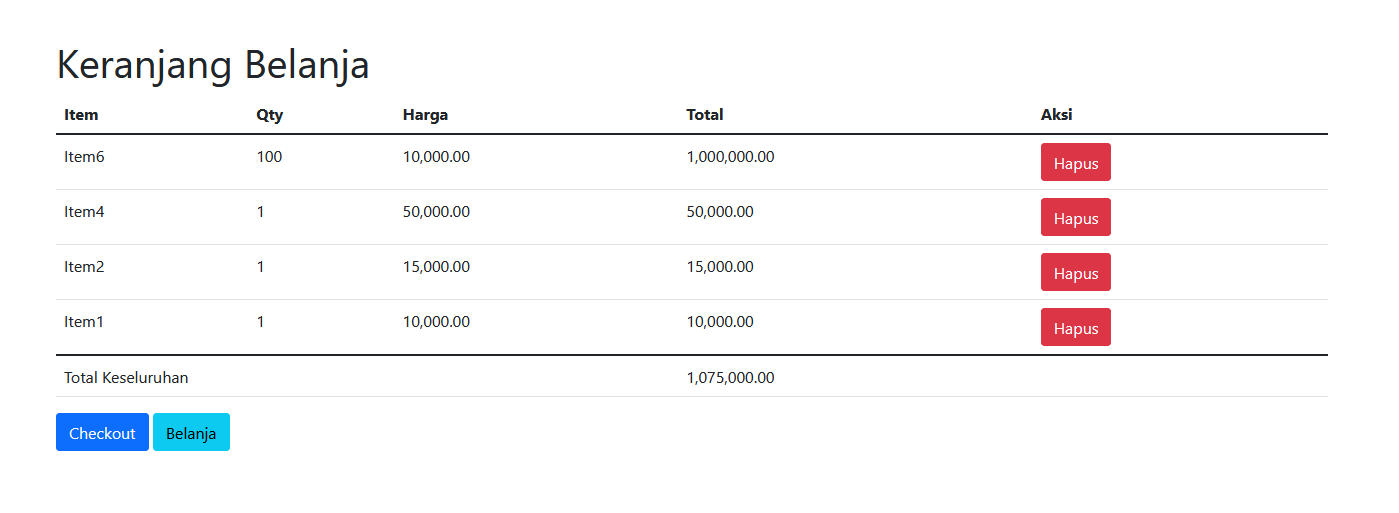 Keranjang Belanja
Item Qty Harga Total Aksi
Item6 100 10,000.00 1,000,000.00 Hapus
Item4 1 50,000.00 50,000.00 Hapus
Item2 1 15,000.00 15,000.00 Hapus
Item1 1 10,000.00 10,000.00 Hapus
Total Keseluruhan 1,075,000.00
Checkout Belanja